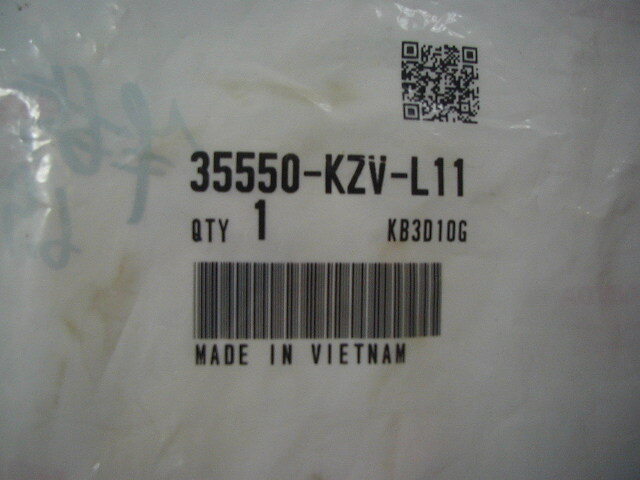 35550-KZV-L11
QTY 1 KB3D10G
MADE IN VIETNAM